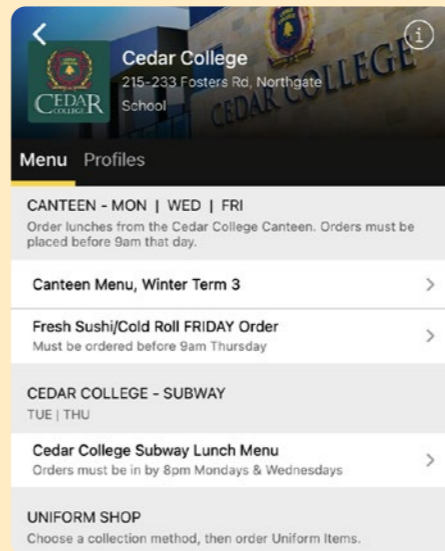 Cedar College
215-233 Fosters Rd, Northgate
School
CEDAR
COLLEGE
CEDAR COLLEGE
i
Menu Profiles
CANTEEN - MON | WED | FRI
Order lunches from the Cedar College Canteen. Orders must be
placed before 9am that day.
Canteen Menu, Winter Term 3
Fresh Sushi/Cold Roll FRIDAY Order
Must be ordered before 9am Thursday
CEDAR COLLEGE - SUBWAY
TUE | THU
Cedar College Subway Lunch Menu
Orders must be in by 8pm Mondays & Wednesdays
UNIFORM SHOP
Choose a collection method, then order Uniform Items.